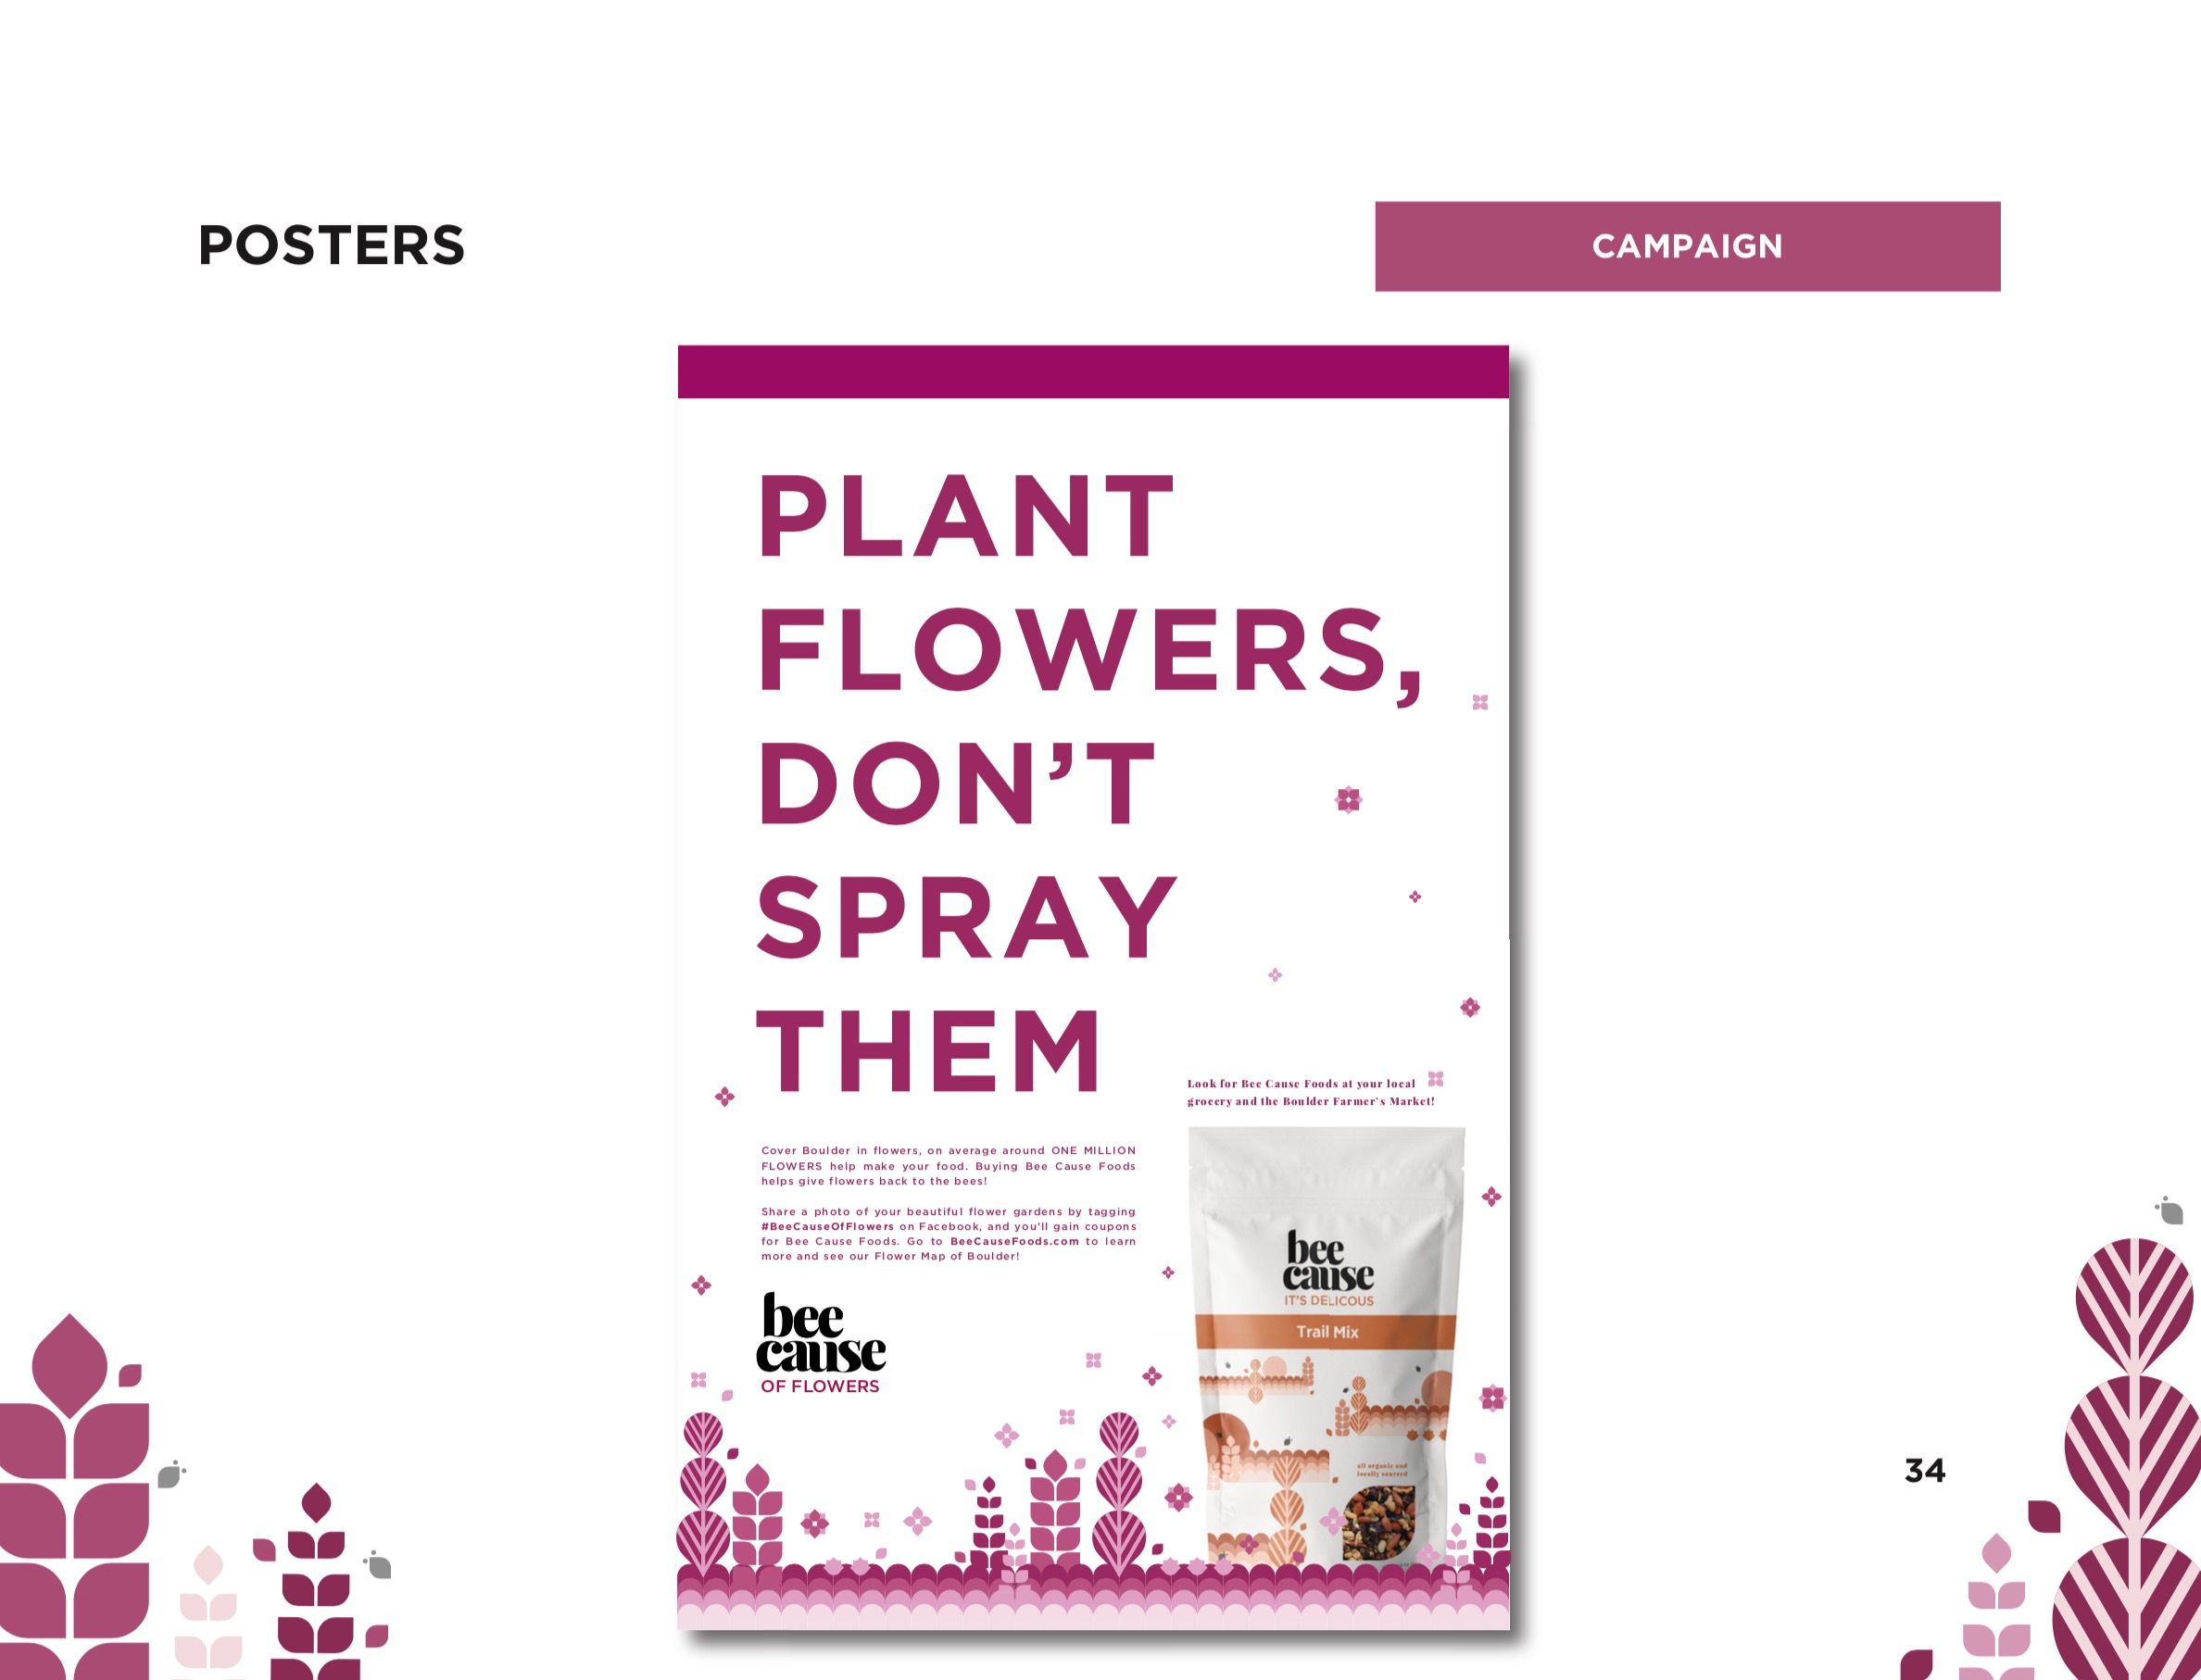 POSTERS
CAMPAIGN
PLANT
FLOWERS,
DON’T
SPRAY
THEM
Look for Bee Cause Foods at your local
grocery and the Boulder Farmer’s Market!
Cover Boulder in flowers, on average around ONE MILLION
FLOWERS help make your food. Buying Bee Cause Foods
helps give flowers back to the bees!
Share a photo of your beautiful flower gardens by tagging
#BeeCauseOfFlowers on Facebook, and you’ll gain coupons
for Bee Cause Foods. Go to BeeCauseFoods.com to learn
more and see our Flower Map of Boulder!
bee
cause
OF FLOWERS
bee
cause
IT’S DELICOUS
Trail Mix
all organic and
locally sourced
34